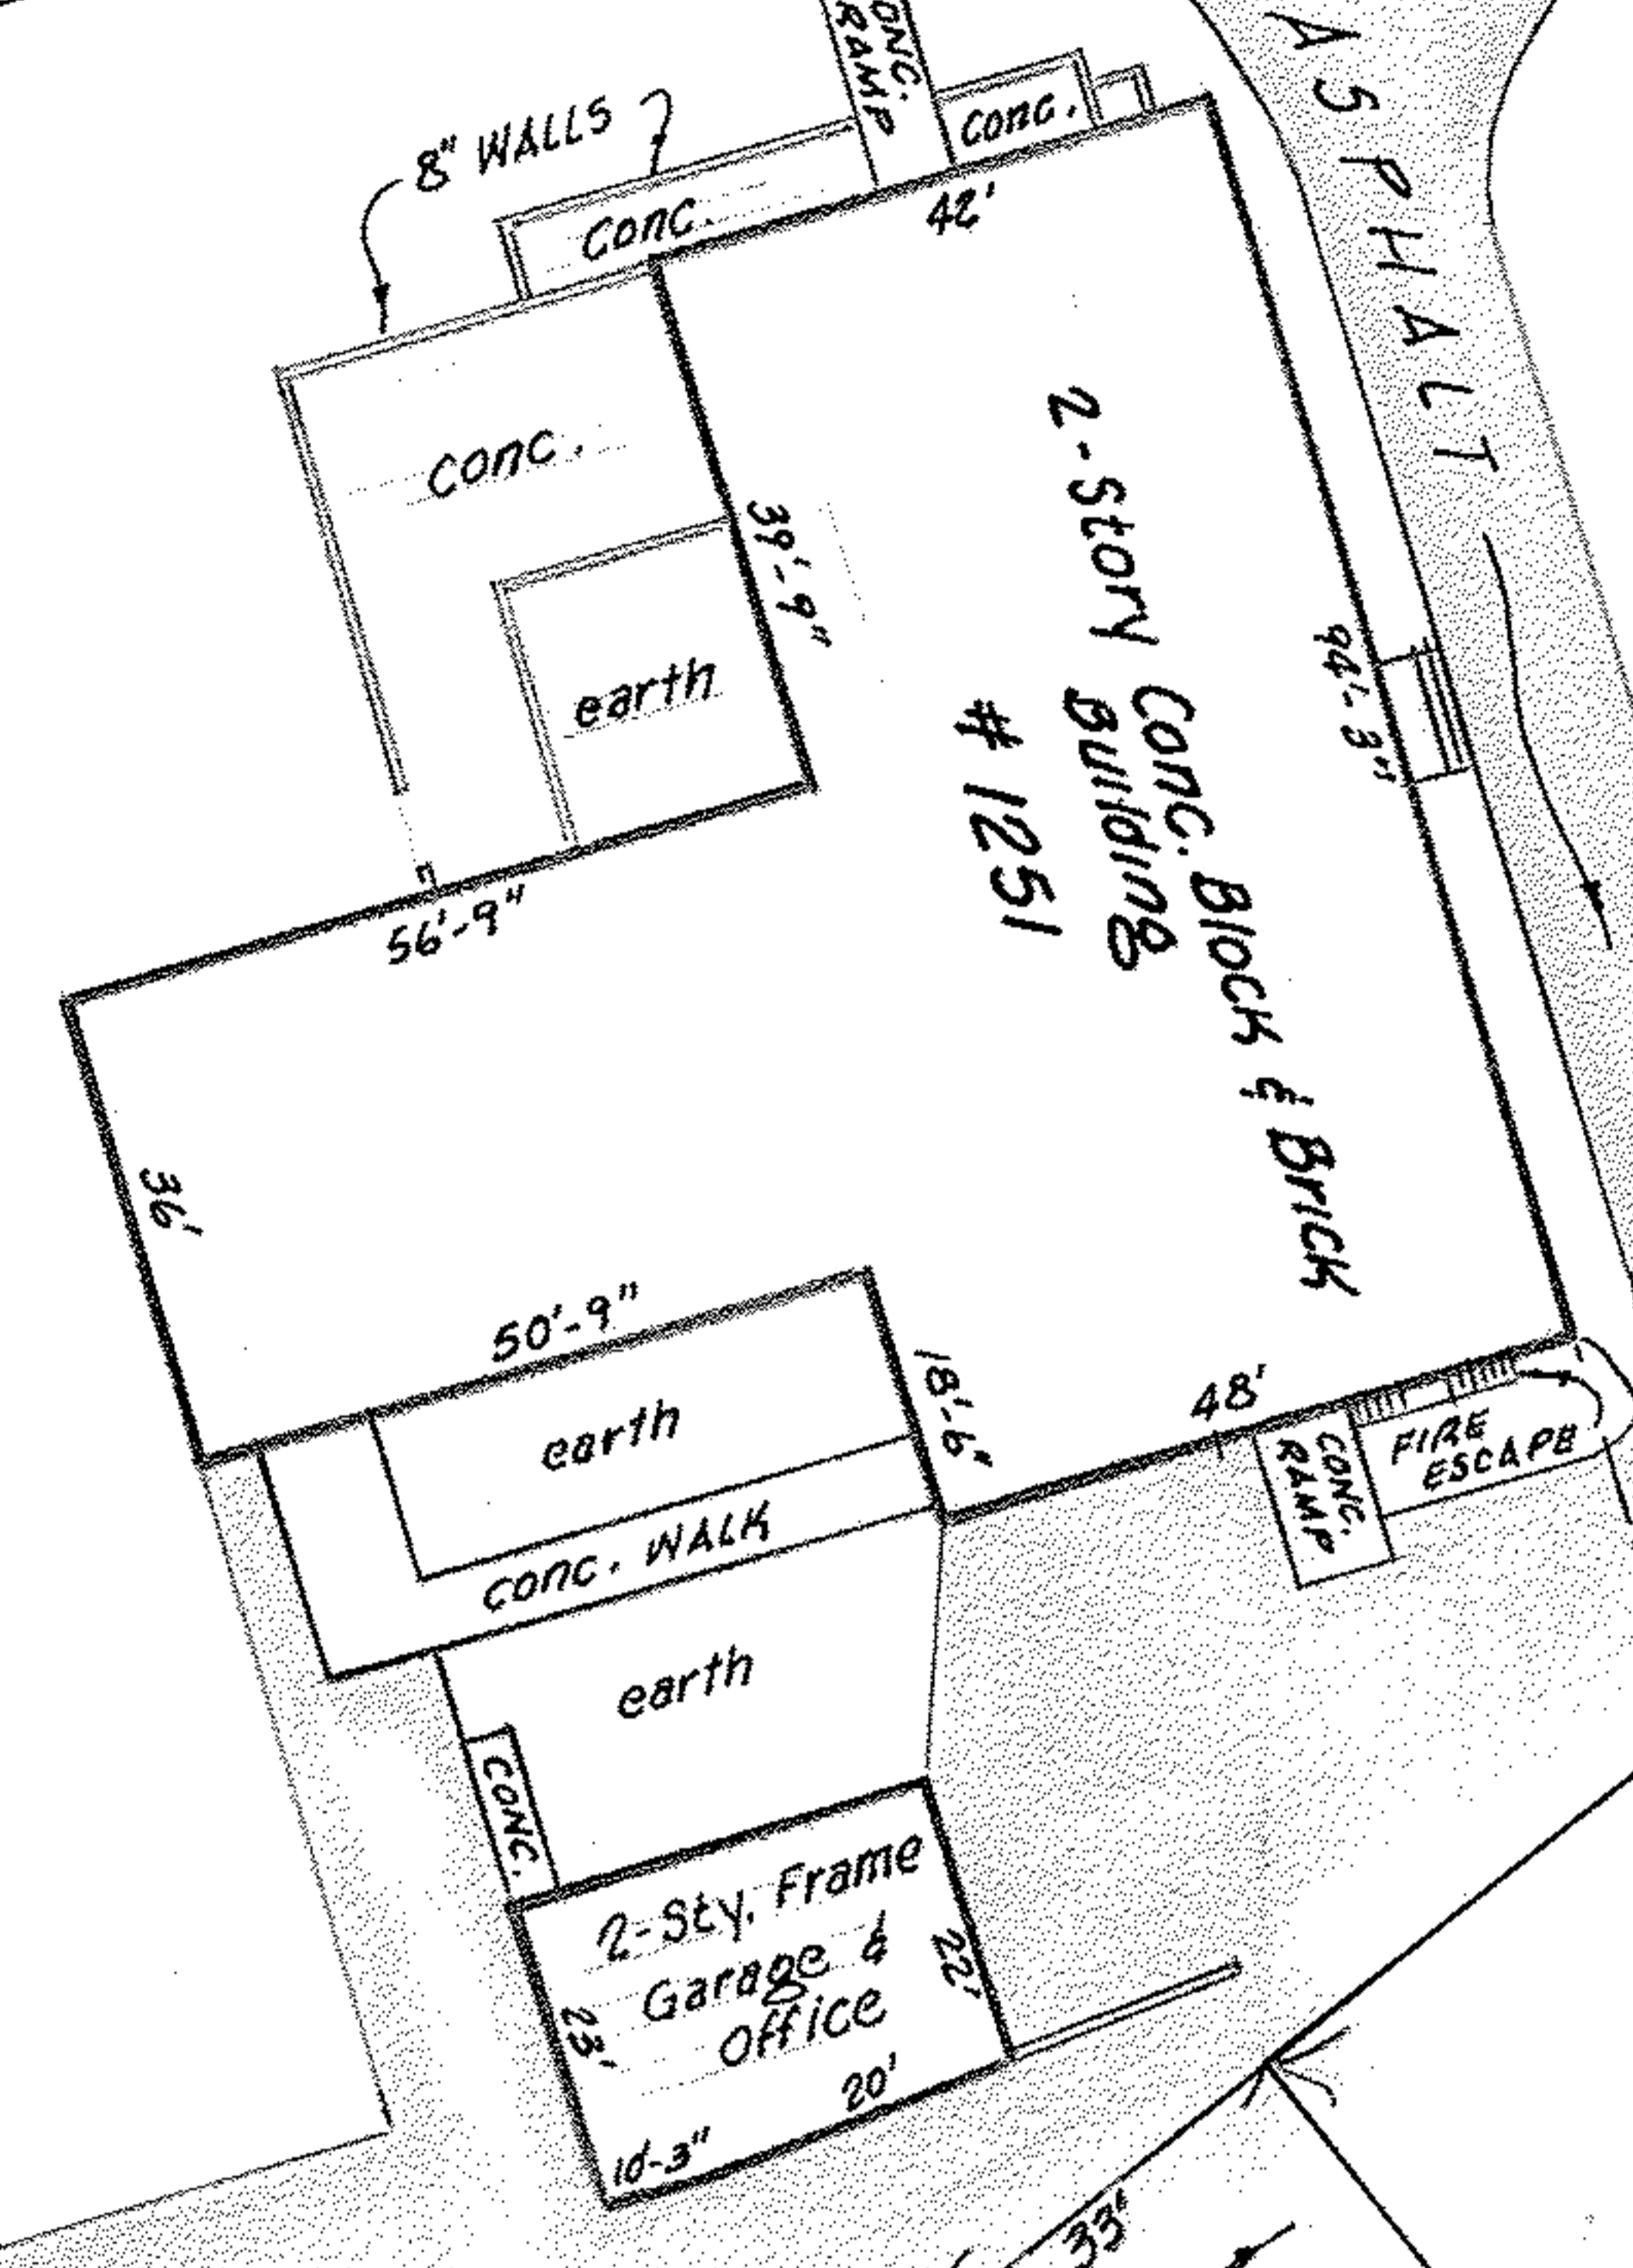 CONC.
RAMP
ASPHALT
8" WALLS
Conc.
Conc.
42'
Conc.
39'-9"
earth
2-Story Conc. Block & Brick
Building
# 1251
94'-3"
56'-9"
36'
50'-9"
18'-6"
48'
earth
CONC. WALK
CONC.
RAMP
FIRE
ESCAPE
earth
CONC.
2-Sty. Frame
Garage &
Office
22'
23'
20'
10'-3"
33'